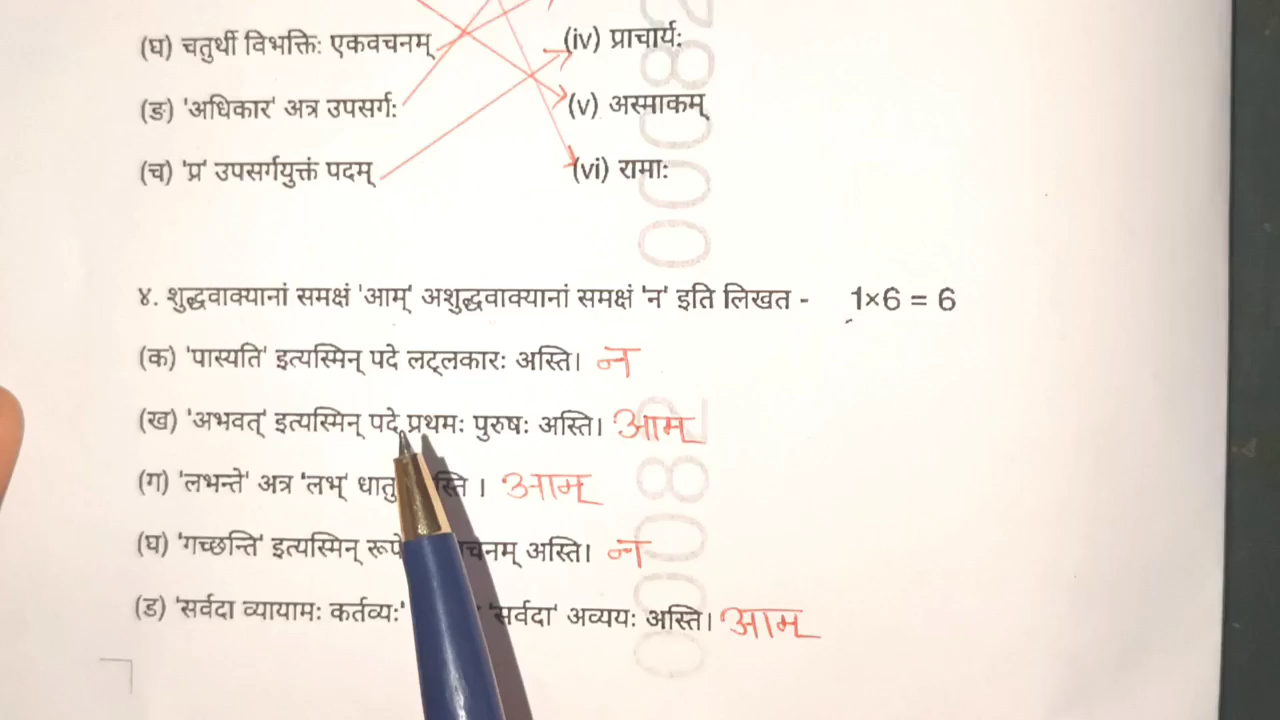 (घ) चतुर्थी विभक्तिः एकवचनम् (iv) प्राचार्यः
(ङ) 'अधिकार' अत्र उपसर्गः (v) अस्माकम्
(च) 'प्र' उपसर्गयुक्तं पदम् (vi) रामाः
४. शुद्धवाक्यानां समक्षं 'आम्' अशुद्धवाक्यानां समक्षं 'न' इति लिखत - 1×6 = 6
(क) 'पास्यति' इत्यस्मिन् पदे लट्लकारः अस्ति। न
(ख) 'अभवत्' इत्यस्मिन् पदे प्रथमः पुरुषः अस्ति। आम्
(ग) 'लभन्ते' अत्र 'लभ्' धातु स्ति । आम्
(घ) 'गच्छन्ति' इत्यस्मिन् रूपे चनम् अस्ति। न
(ड) 'सर्वदा व्यायामः कर्तव्यः' 'सर्वदा' अव्ययः अस्ति। आम्
00082
00082